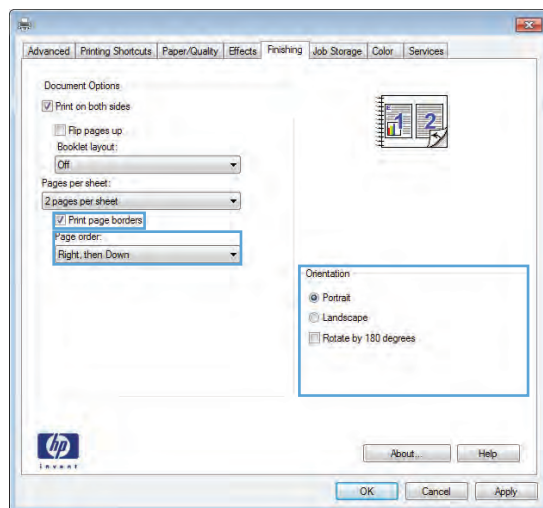 Advanced Printing Shortcuts Paper/Quality Effects Finishing Job Storage Color Services
Document Options
Print on both sides
Flip pages up
Booklet layout:
Off
Pages per sheet:
2 pages per sheet
Print page borders
Page order:
Right, then Down
1 2
Orientation
Portrait
Landscape
Rotate by 180 degrees
hp
invent
About... Help
OK Cancel Apply